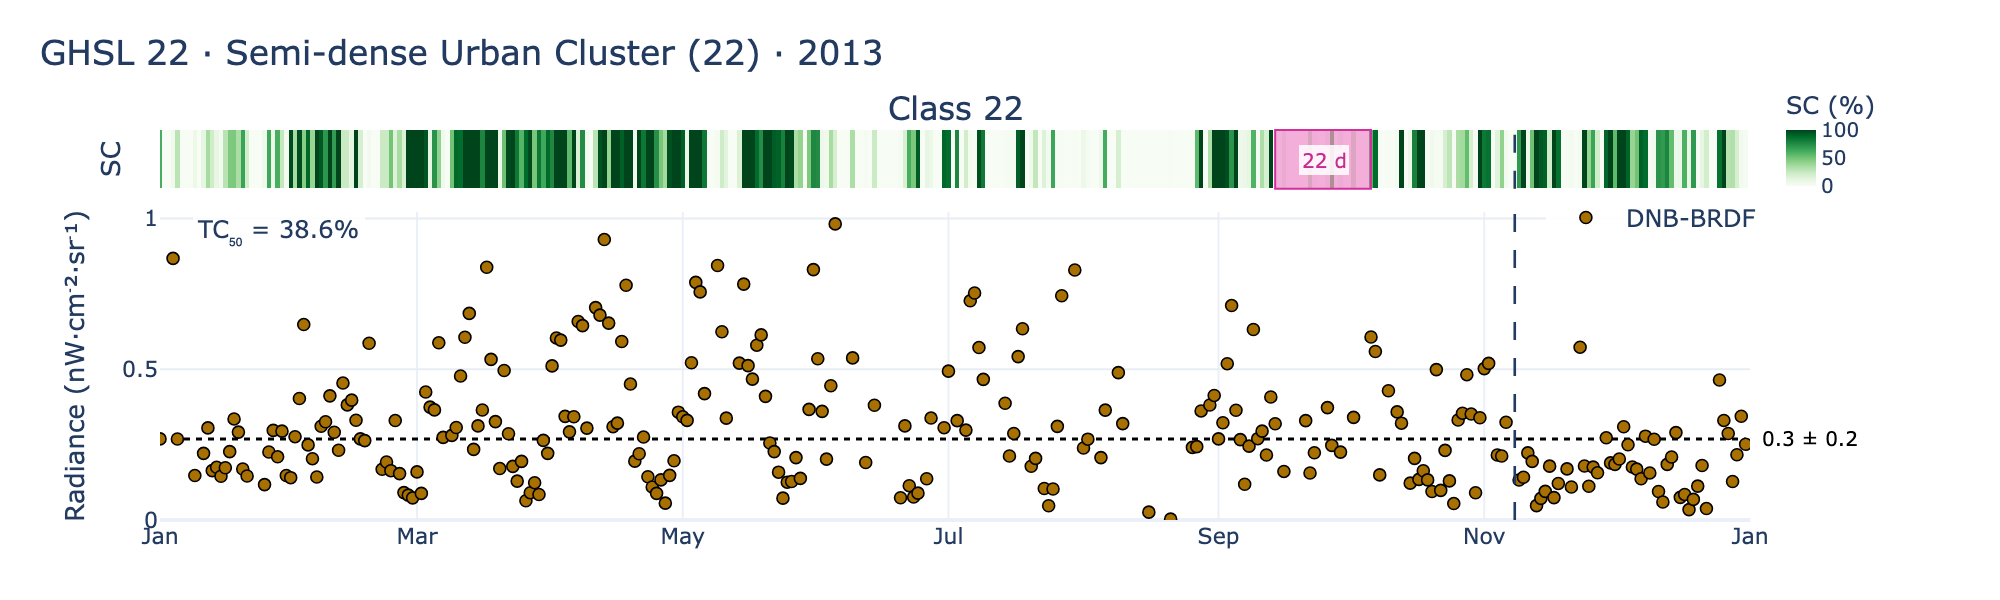 GHSL 22 · Semi-dense Urban Cluster (22) · 2013
Class 22
SC (%)
SC
22 d
100
50
0
TC₅₀ = 38.6%
DNB-BRDF
Radiance (nW·cm⁻²·sr⁻¹)
1
0.5
0
0.3 ± 0.2
Jan Mar May Jul Sep Nov Jan